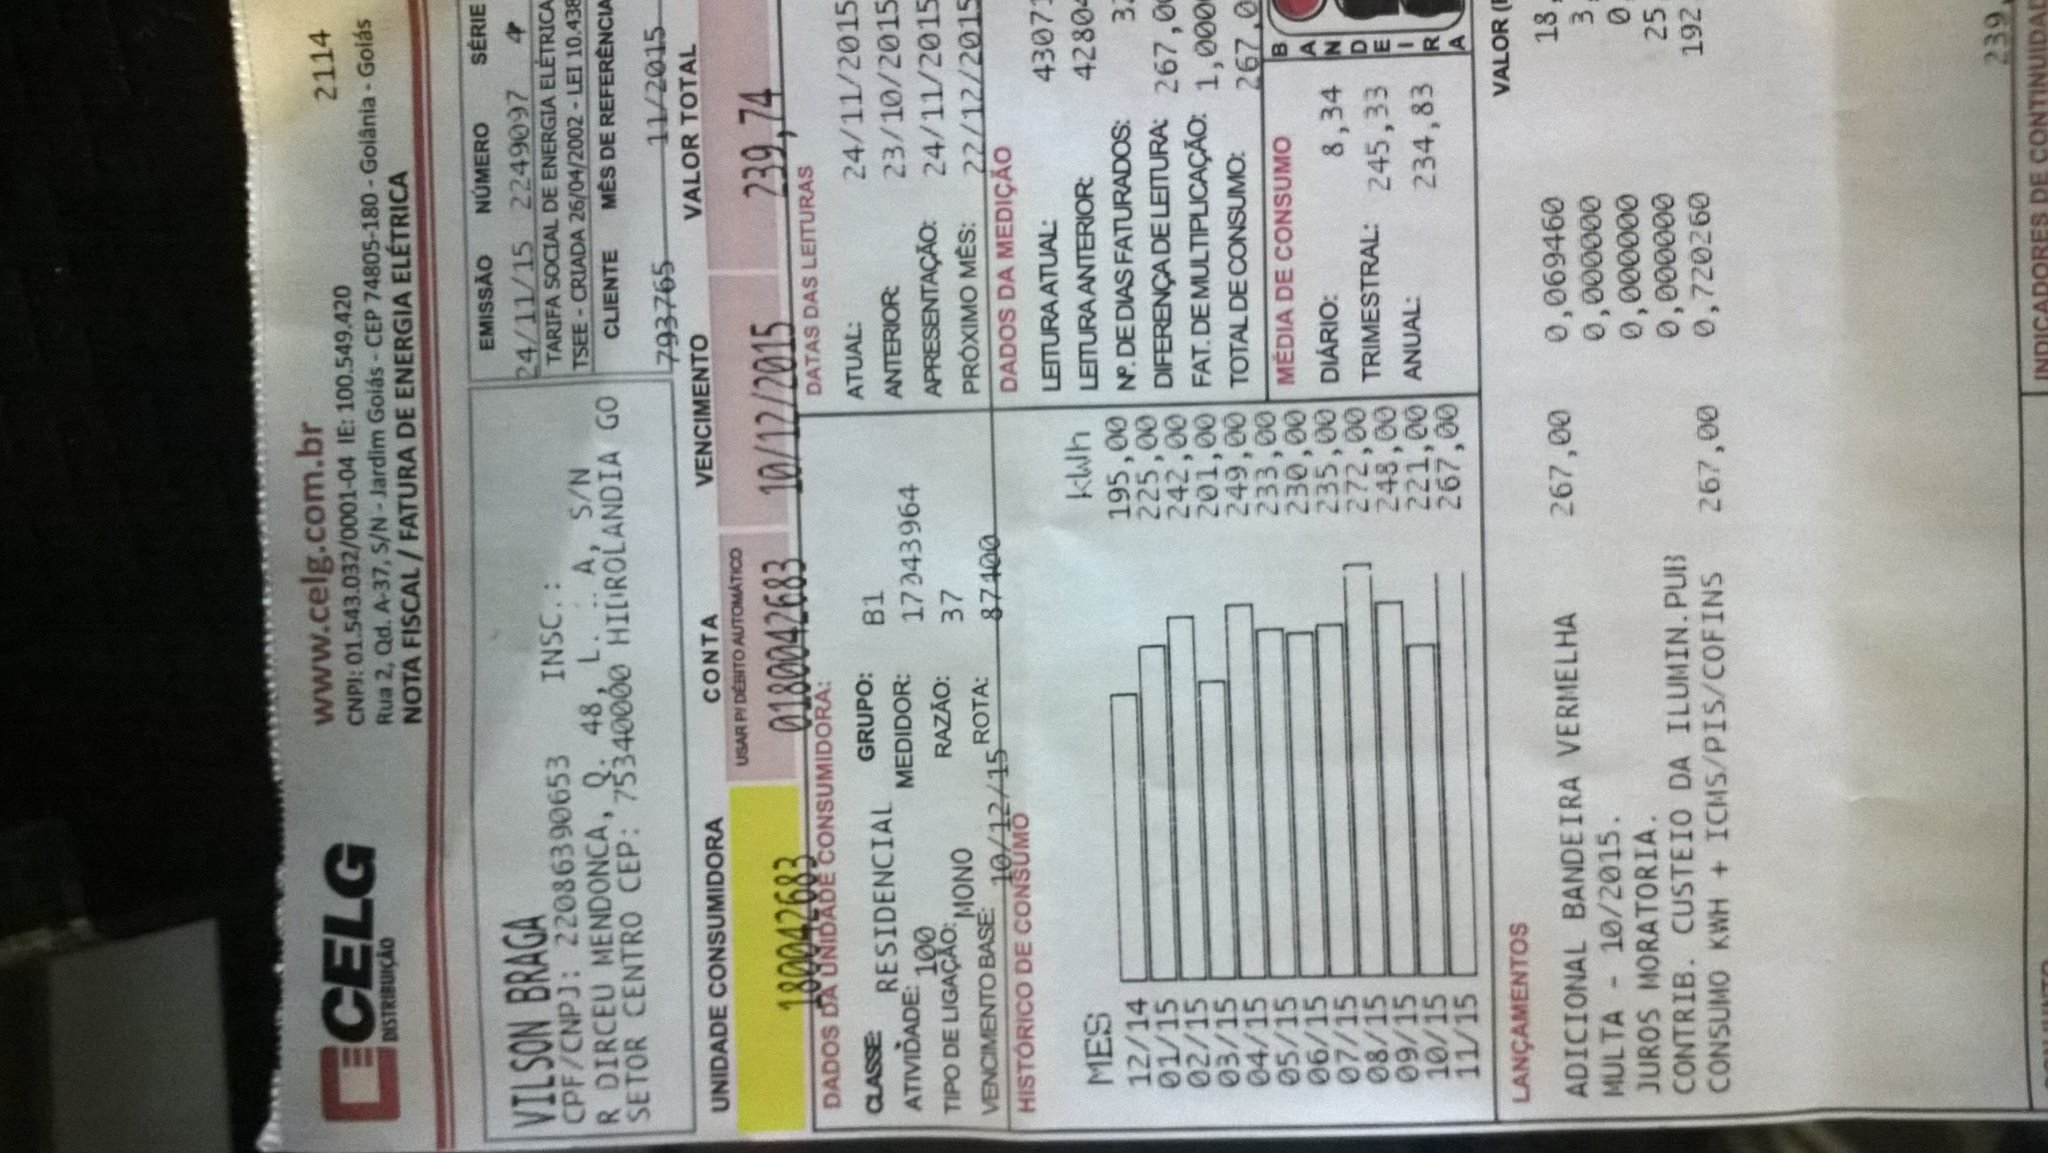 CELG
DISTRIBUIÇÃO
www.celg.com.br
2114
CNPJ: 01.543.032/0001-04 IE: 100.549.420
Rua 2, Qd. A-37, S/N - Jardim Goiás - CEP 74805-180 - Goiânia - Goiás
NOTA FISCAL / FATURA DE ENERGIA ELÉTRICA
EMISSÃO NÚMERO SÉRIE
24/11/15 2249097
TARIFA SOCIAL DE ENERGIA ELÉTRICA
TSEE - CRIADA 26/04/2002 - LEI 10.438
CLIENTE MÊS DE REFERÊNCIA
793765 11/2015
VILSON BRAGA
CPF/CNPJ: 22086390653 INSC.:
R DIRCEU MENDONCA, Q. 48, L. A, S/N
SETOR CENTRO CEP: 75340000 HIDROLANDIA GO
UNIDADE CONSUMIDORA CONTA VENCIMENTO VALOR TOTAL
USAR P/ DÉBITO AUTOMÁTICO
180042683 0180042683 10/12/2015 239,74
DADOS DA UNIDADE CONSUMIDORA:
CLASSE: RESIDENCIAL GRUPO: B1
ATIVIDADE: 100 MEDIDOR: 17043964
TIPO DE LIGAÇÃO: MONO RAZÃO: 37
VENCIMENTO BASE: 10/12/15 ROTA: 87400
DATAS DAS LEITURAS
ATUAL: 24/11/2015
ANTERIOR: 23/10/2015
APRESENTAÇÃO: 24/11/2015
PRÓXIMO MÊS: 22/12/2015
HISTÓRICO DE CONSUMO
MES kWh
12/14 195,00
01/15 225,00
02/15 242,00
03/15 201,00
04/15 249,00
05/15 233,00
06/15 230,00
07/15 235,00
08/15 272,00
09/15 248,00
10/15 221,00
11/15 267,00
DADOS DA MEDIÇÃO
LEITURA ATUAL: 43071
LEITURA ANTERIOR: 42804
Nº. DE DIAS FATURADOS: 32
DIFERENÇA DE LEITURA: 267,0
FAT. DE MULTIPLICAÇÃO: 1,0000
TOTAL DE CONSUMO: 267,0
MÉDIA DE CONSUMO
DIÁRIO: 8,34
TRIMESTRAL: 245,33
ANUAL: 234,83
BANDEIRA
LANÇAMENTOS VALOR
ADICIONAL BANDEIRA VERMELHA 267,00 0,069460 18,
MULTA - 10/2015. 0,000000 3,
JUROS MORATORIA. 0,000000 0,
CONTRIB. CUSTEIO DA ILUMIN.PUB 0,000000 25
CONSUMO KWH + ICMS/PIS/COFINS 267,00 0,720260 192
239,
INDICADORES DE CONTINUIDAD